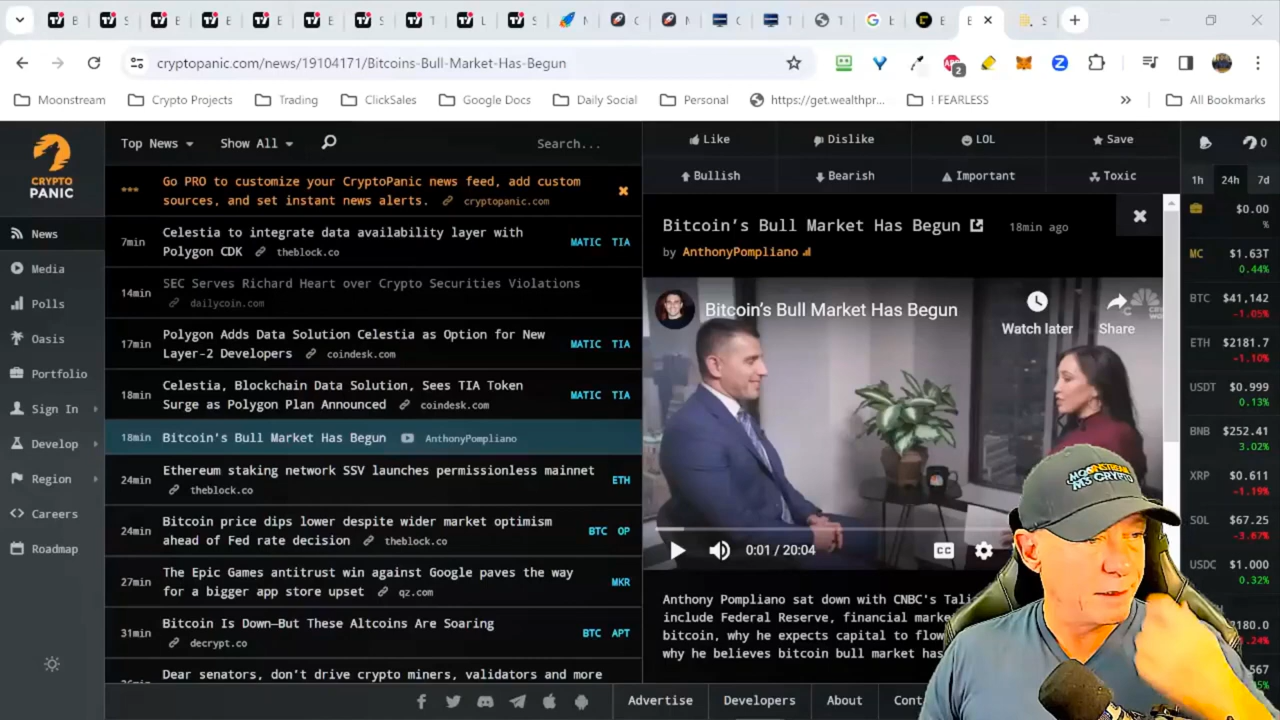 cryptopanic.com/news/19104171/Bitcoins-Bull-Market-Has-Begun
2
Moonstream
Crypto Projects
Trading
ClickSales
Google Docs
Daily Social
Personal
https://get.wealthpr...
! FEARLESS
»
All Bookmarks
CRYPTO
PANIC
Top News
Show All
Search...
Like
Dislike
LOL
Save
Bullish
Bearish
Important
Toxic
0
1h
24h
7d
News
Media
Polls
Oasis
Portfolio
Sign In
Develop
Region
Careers
Roadmap
*** Go PRO to customize your CryptoPanic news feed, add custom
sources, and set instant news alerts. cryptopanic.com
7min Celestia to integrate data availability layer with
Polygon CDK theblock.co MATIC TIA
14min SEC Serves Richard Heart over Crypto Securities Violations
dailycoin.com
17min Polygon Adds Data Solution Celestia as Option for New
Layer-2 Developers coindesk.com MATIC TIA
18min Celestia, Blockchain Data Solution, Sees TIA Token
Surge as Polygon Plan Announced coindesk.com MATIC TIA
18min Bitcoin's Bull Market Has Begun AnthonyPompliano
24min Ethereum staking network SSV launches permissionless mainnet
theblock.co ETH
24min Bitcoin price dips lower despite wider market optimism
ahead of Fed rate decision theblock.co BTC OP
27min The Epic Games antitrust win against Google paves the way
for a bigger app store upset qz.com MKR
31min Bitcoin Is Down—But These Altcoins Are Soaring
decrypt.co BTC APT
Dear senators, don't drive crypto miners, validators and more
Bitcoin's Bull Market Has Begun 18min ago
by AnthonyPompliano
Bitcoin's Bull Market Has Begun
Watch later
Share
0:01 / 20:04
CC
Anthony Pompliano sat down with CNBC's
include Federal Reserve, financial
bitcoin, why he expects capital to
why he believes bitcoin bull market
MOONSTREAM
M3 CRYPTO
$0.00
%
MC $1.63T
0.44%
BTC $41,142
-1.05%
ETH $2181.7
-1.10%
USDT $0.999
0.13%
BNB $252.41
3.02%
XRP $0.611
-1.19%
SOL $67.25
-3.67%
USDC $1.000
0.32%
Advertise
Developers
About